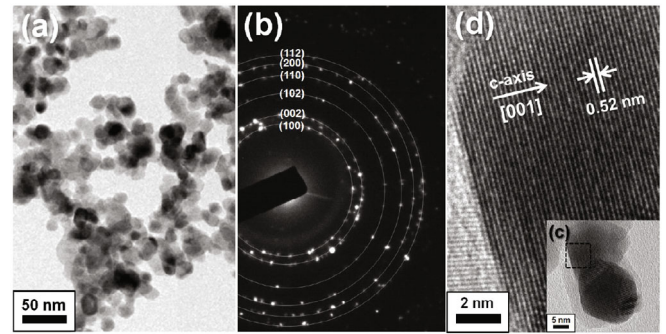 (a)
50 nm
(b)
(112)
(200)
(110)
(102)
(002)
(100)
(d)
c-axis
[001]
0.52 nm
2 nm
(c)
5 nm